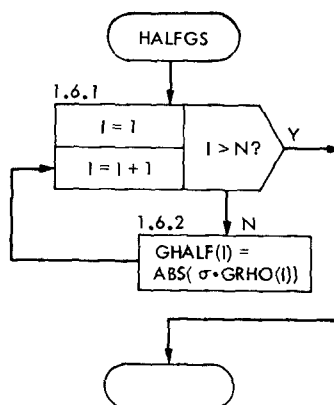 HALFGS
1.6.1
I = 1
I = I + 1
I > N?
Y
N
1.6.2
GHALF(I) =
ABS( σ•GRHO(I))